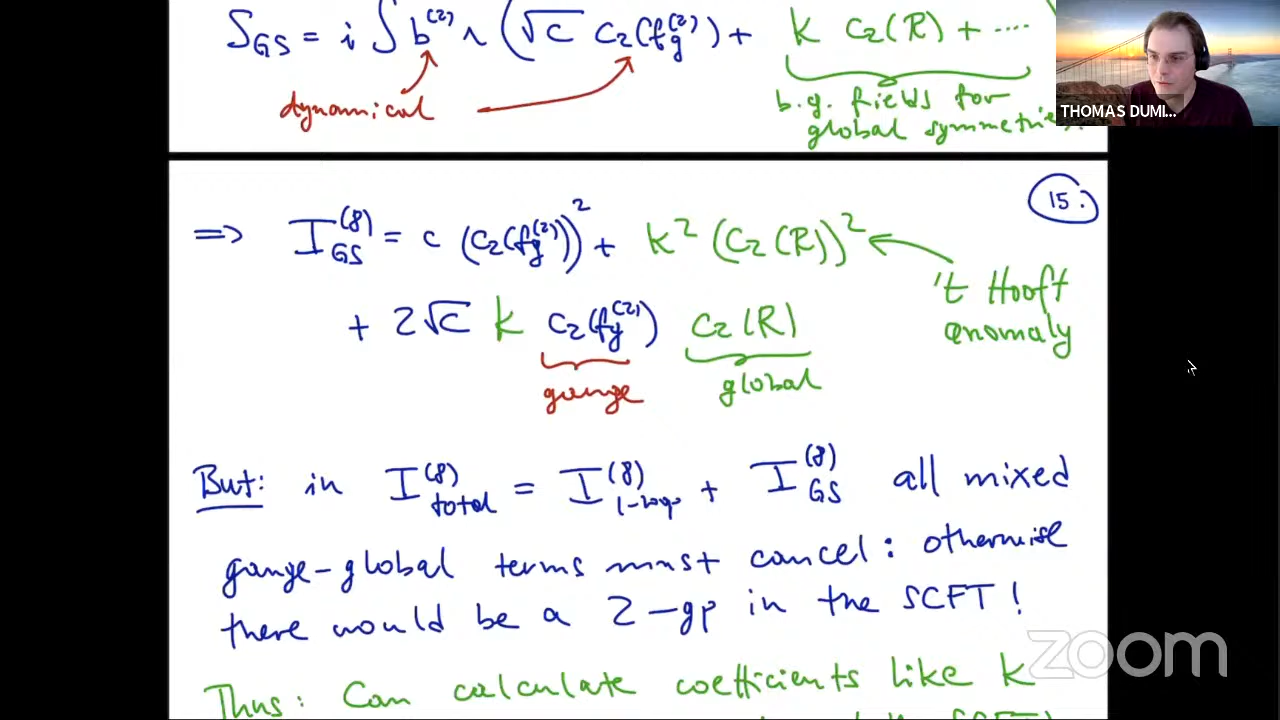 S_GS = i ∫ b^(2) ∧ (√c c₂(f_g^(2)) + k c₂(R) + ....
dynamical
b.g. fields for
global symmetries.
THOMAS DUMI...
15.
⇒ I_GS^(8) = c (c₂(f_g^(2)))² + k² (c₂(R))²
't Hooft
anomaly
+ 2√c k c₂(f_g^(2)) c₂(R)
gauge
global
But: in I_total^(8) = I_1-loop^(8) + I_GS^(8) all mixed
gauge-global terms must cancel: otherwise
there would be a 2-gp in the SCFT!
zoom
Thus: Can calculate coefficients like k